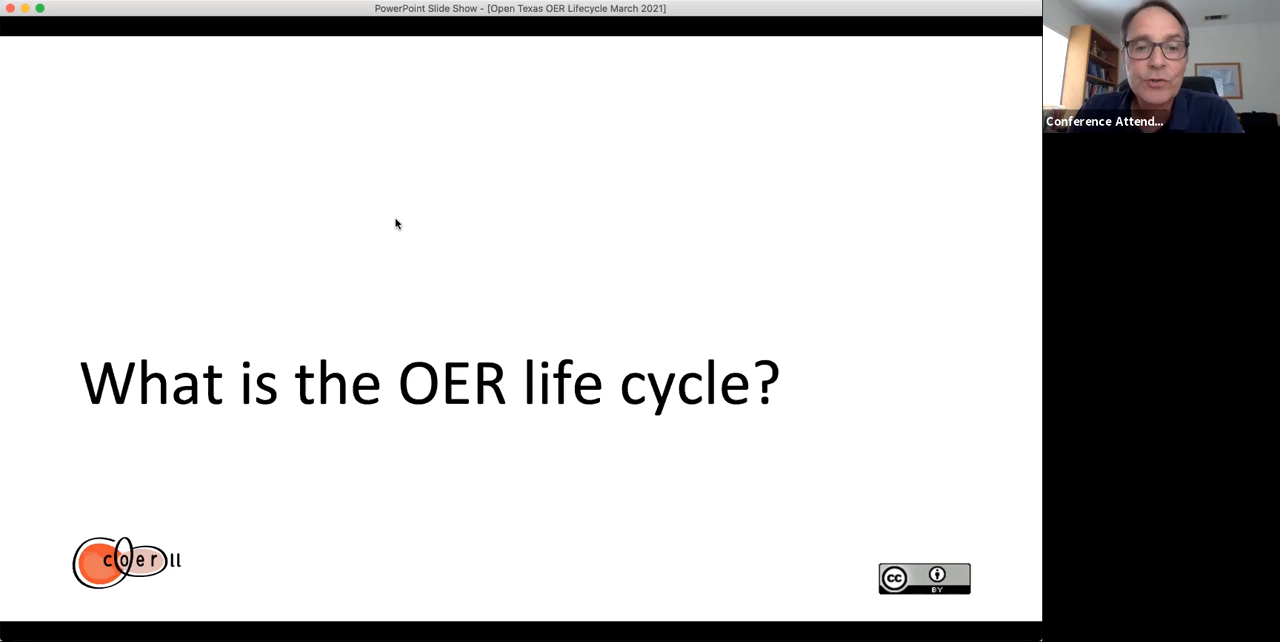 PowerPoint Slide Show - [Open Texas OER Lifecycle March 2021]
Conference Attend...
What is the OER life cycle?
coerll
cc
BY